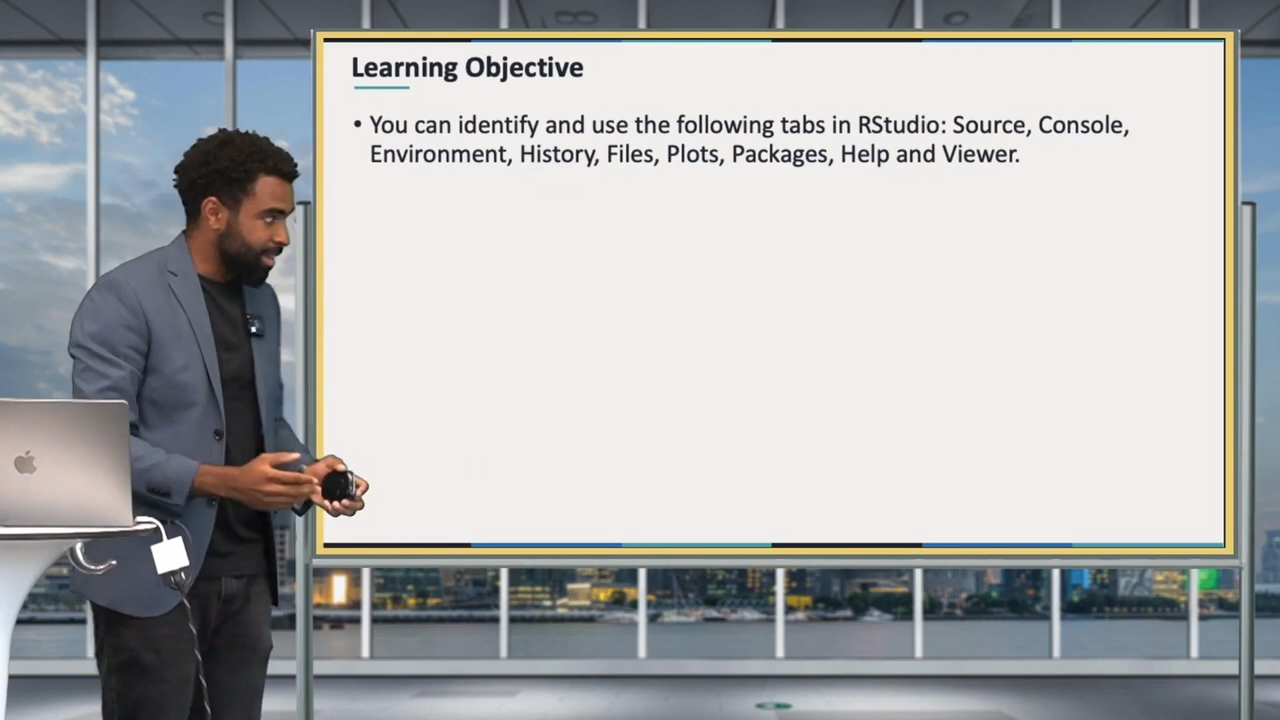 Learning Objective
• You can identify and use the following tabs in RStudio: Source, Console,
Environment, History, Files, Plots, Packages, Help and Viewer.